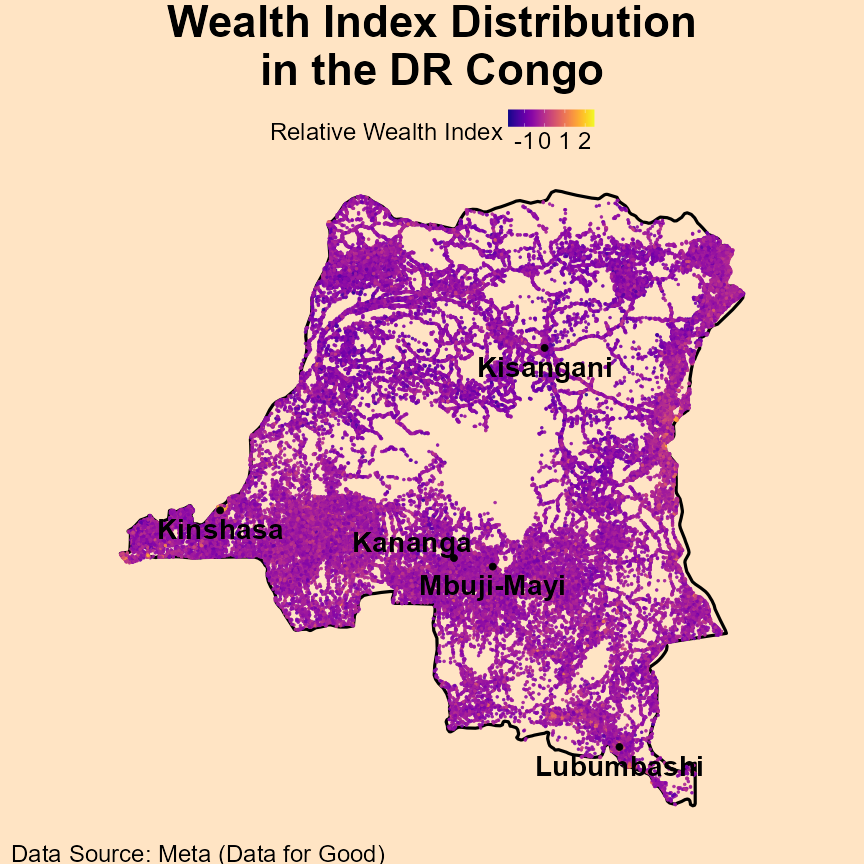 Wealth Index Distribution
in the DR Congo
Relative Wealth Index
-1 0 1 2
Kisangani
Kinshasa
Kananga
Mbuji-Mayi
Lubumbashi
Data Source: Meta (Data for Good)